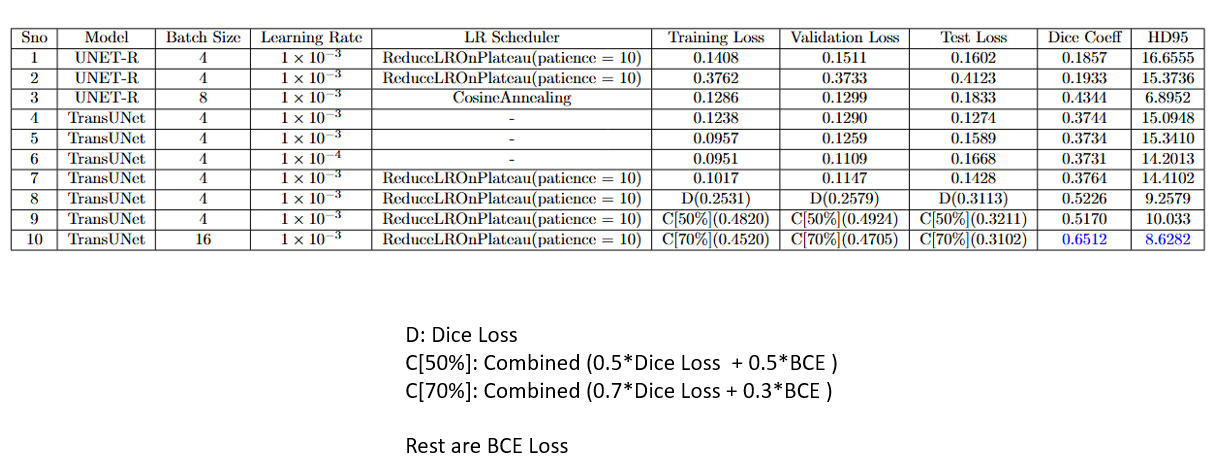 Sno Model Batch Size Learning Rate LR Scheduler Training Loss Validation Loss Test Loss Dice Coeff HD95
1 UNET-R 4 1 × 10⁻³ ReduceLROnPlateau(patience = 10) 0.1408 0.1511 0.1602 0.1857 16.6555
2 UNET-R 4 1 × 10⁻³ ReduceLROnPlateau(patience = 10) 0.3762 0.3733 0.4123 0.1933 15.3736
3 UNET-R 8 1 × 10⁻³ CosineAnnealing 0.1286 0.1299 0.1833 0.4344 6.8952
4 TransUNet 4 1 × 10⁻³ - 0.1238 0.1290 0.1274 0.3744 15.0948
5 TransUNet 4 1 × 10⁻³ - 0.0957 0.1259 0.1589 0.3734 15.3410
6 TransUNet 4 1 × 10⁻⁴ - 0.0951 0.1109 0.1668 0.3731 14.2013
7 TransUNet 4 1 × 10⁻³ ReduceLROnPlateau(patience = 10) 0.1017 0.1147 0.1428 0.3764 14.4102
8 TransUNet 4 1 × 10⁻³ ReduceLROnPlateau(patience = 10) D(0.2531) D(0.2579) D(0.3113) 0.5226 9.2579
9 TransUNet 4 1 × 10⁻³ ReduceLROnPlateau(patience = 10) C[50%](0.4820) C[50%](0.4924) C[50%](0.3211) 0.5170 10.033
10 TransUNet 16 1 × 10⁻³ ReduceLROnPlateau(patience = 10) C[70%](0.4520) C[70%](0.4705) C[70%](0.3102) 0.6512 8.6282
D: Dice Loss
C[50%]: Combined (0.5*Dice Loss + 0.5*BCE )
C[70%]: Combined (0.7*Dice Loss + 0.3*BCE )
Rest are BCE Loss